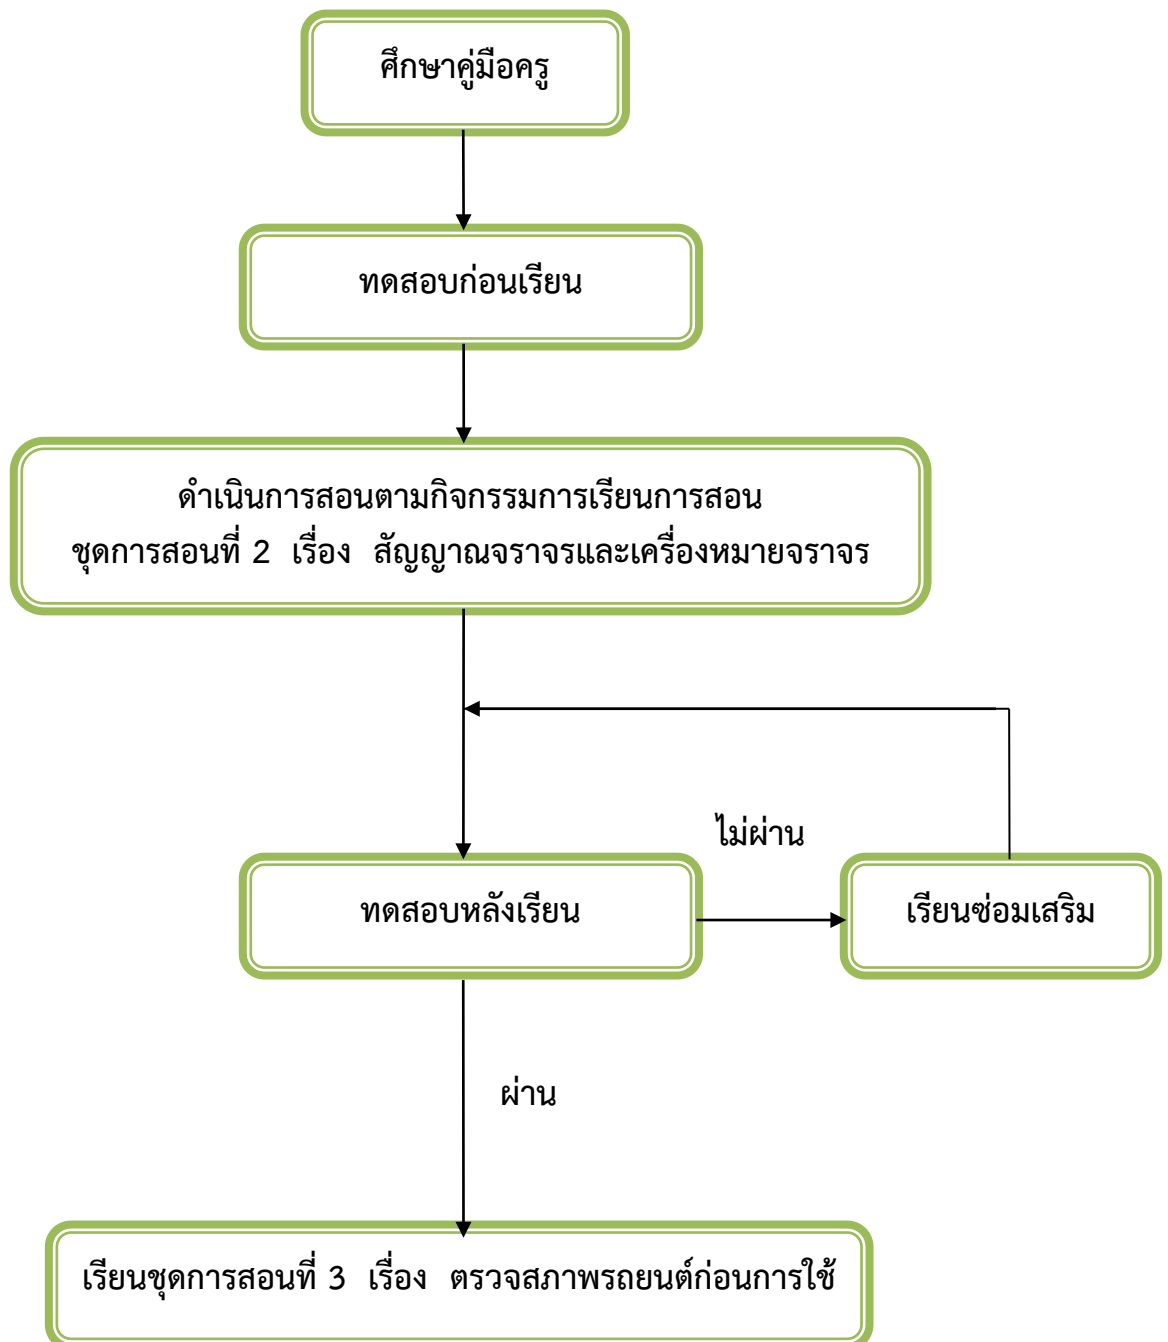 ศึกษาคู่มือครู
ทดสอบก่อนเรียน
ดำเนินการสอนตามกิจกรรมการเรียนการสอน
ชุดการสอนที่ 2 เรื่อง สัญญาณจราจรและเครื่องหมายจราจร
ไม่ผ่าน
ทดสอบหลังเรียน
เรียนซ่อมเสริม
ผ่าน
เรียนชุดการสอนที่ 3 เรื่อง ตรวจสภาพรถยนต์ก่อนการใช้